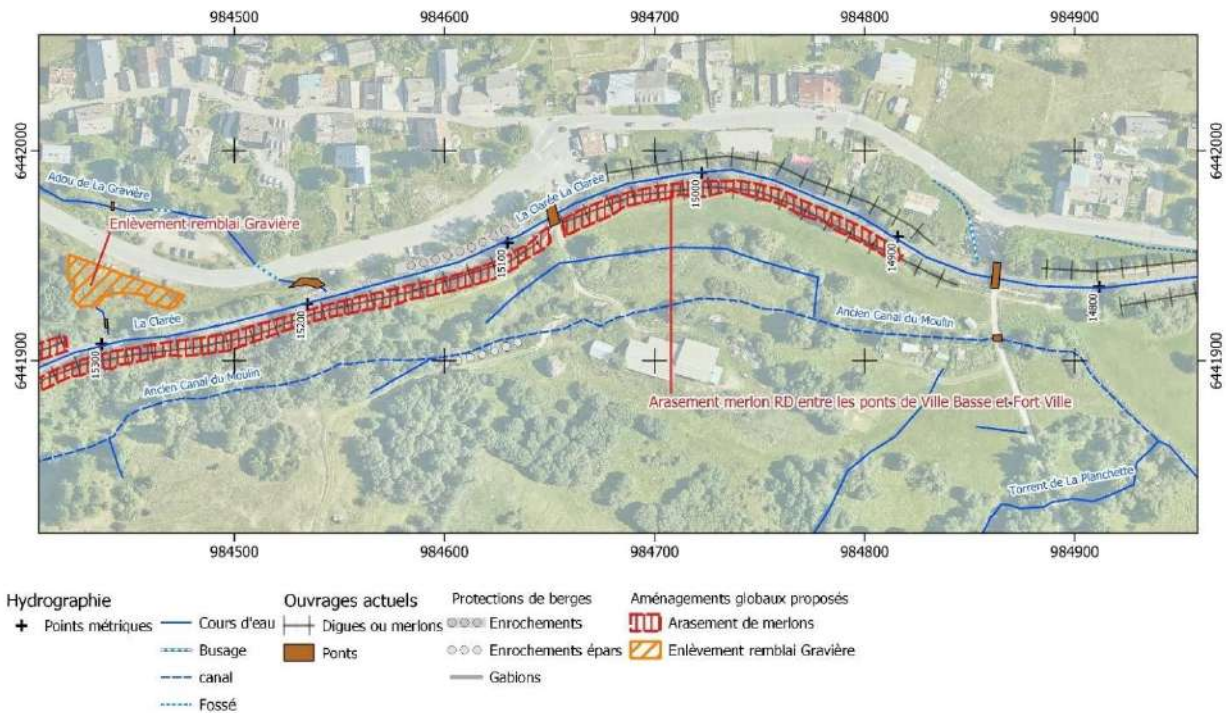 984500 984600 984700 984800 984900
6442000 6442000
Adou de La Gravière
Enlèvement remblai Gravière
La Clarée La Clarée
15000
14900
15100
14800
La Clarée
15200
15300
Ancien Canal du Moulin
6441900 6441900
Ancien Canal du Moulin
Arasement merlon RD entre les ponts de Ville Basse et Fort Ville
Torrent de La Planchette
984500 984600 984700 984800 984900
Hydrographie
Points métriques
Cours d'eau
Busage
canal
Fossé
Ouvrages actuels
Digues ou merlons
Ponts
Protections de berges
Enrochements
Enrochements épars
Gabions
Aménagements globaux proposés
Arasement de merlons
Enlèvement remblai Gravière